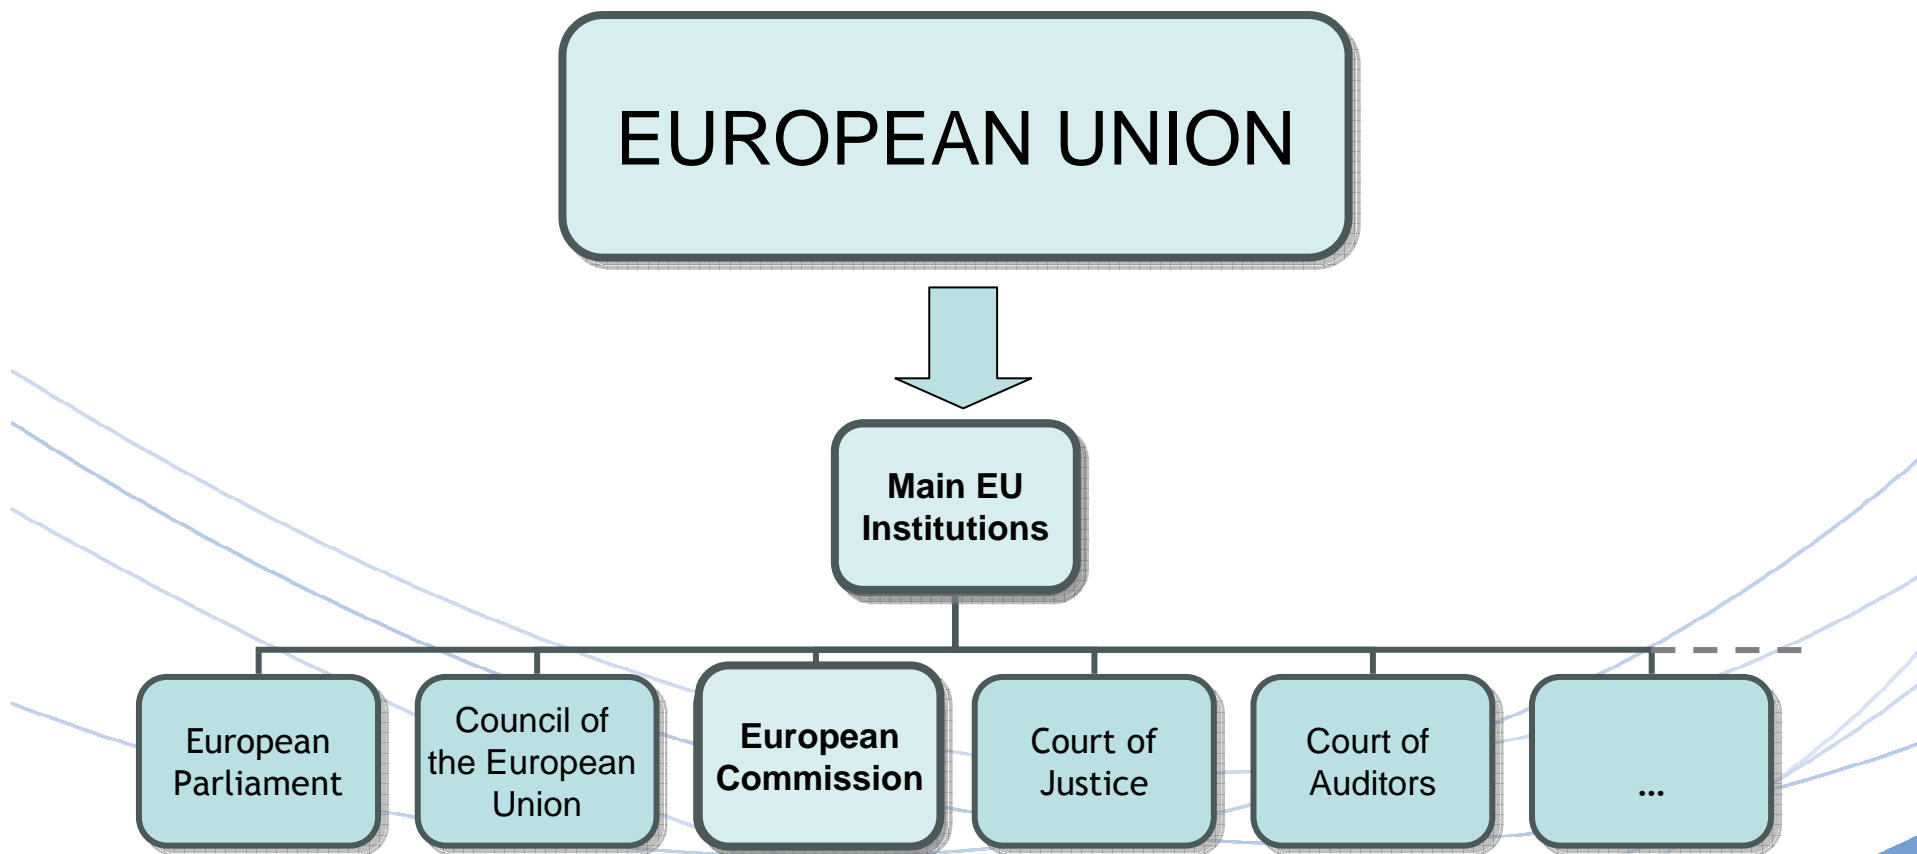 EUROPEAN UNION
Main EU
Institutions
European
Parliament
Council of
the European
Union
European
Commission
Court of
Justice
Court of
Auditors
...